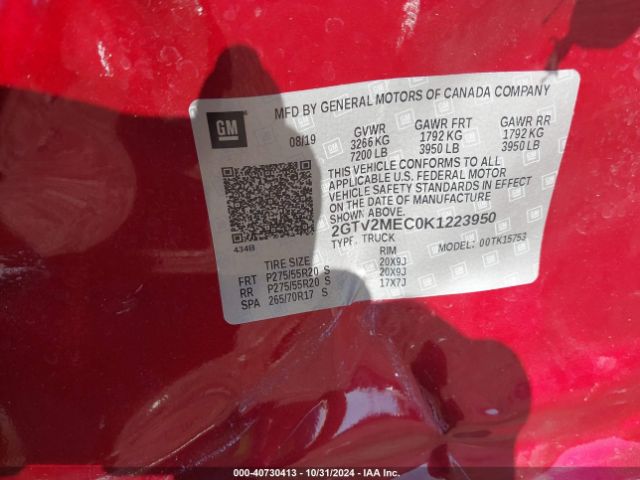 MFD BY GENERAL MOTORS OF CANADA COMPANY
GM
08/19
GVWR GAWR FRT GAWR RR
3266 KG 1792 KG 1792 KG
7200 LB 3950 LB 3950 LB
THIS VEHICLE CONFORMS TO ALL
APPLICABLE U.S. FEDERAL MOTOR
VEHICLE SAFETY STANDARDS IN EFFECT
ON THE DATE OF MANUFACTURE
SHOWN ABOVE.
2GTV2MEC0K1223950
TYPE: TRUCK MODEL: 00TK15753
434B
TIRE SIZE RIM
FRT P275/55R20 S 20X9J
RR P275/55R20 S 20X9J
SPA 265/70R17 S 17X7J
000-40730413 - 10/31/2024 - IAA Inc.